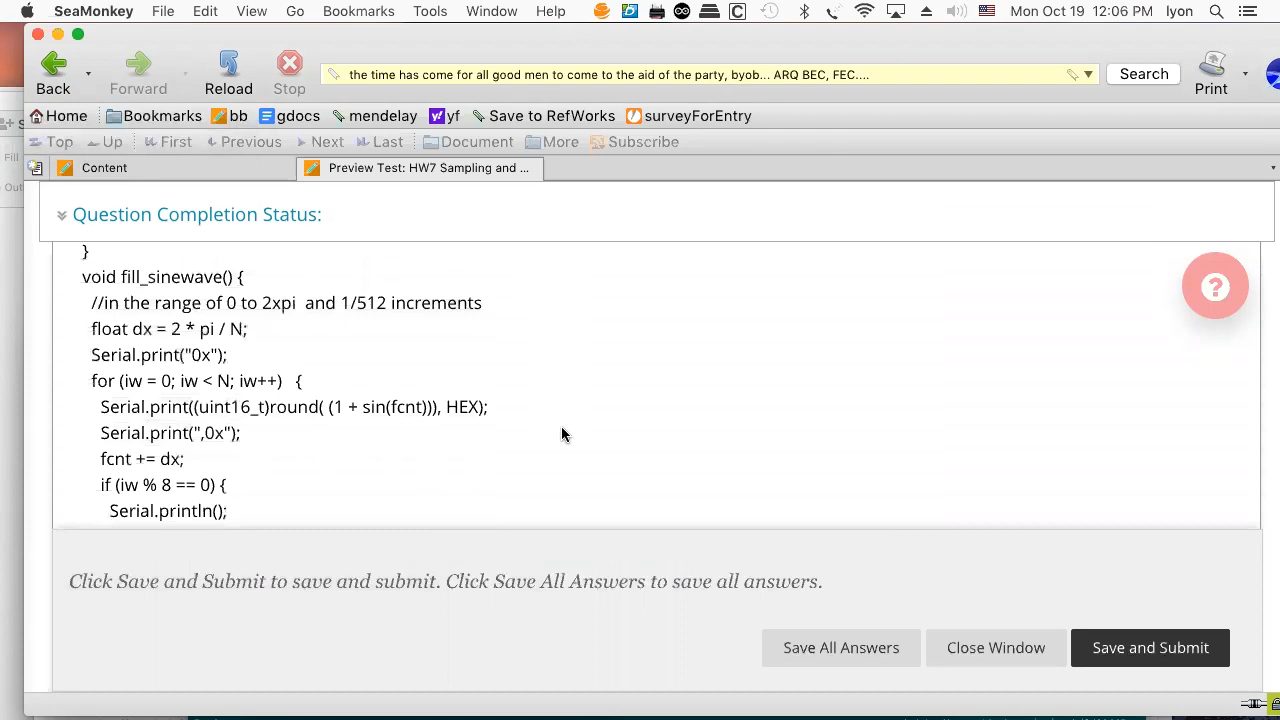 SeaMonkey File Edit View Go Bookmarks Tools Window Help Mon Oct 19 12:06 PM lyon
the time has come for all good men to come to the aid of the party, byob... ARQ BEC, FEC.... Search
Back Forward Reload Stop Print
Home Bookmarks bb gdocs mendelay yf Save to RefWorks surveyForEntry
Top Up First Previous Next Last Document More Subscribe
Content Preview Test: HW7 Sampling and ...
Fill
Out
Question Completion Status:
}
void fill_sinewave() {
//in the range of 0 to 2xpi and 1/512 increments
float dx = 2 * pi / N;
Serial.print("0x");
for (iw = 0; iw < N; iw++) {
Serial.print((uint16_t)round( (1 + sin(fcnt))), HEX);
Serial.print(",0x");
fcnt += dx;
if (iw % 8 == 0) {
Serial.println();
Click Save and Submit to save and submit. Click Save All Answers to save all answers.
Save All Answers Close Window Save and Submit